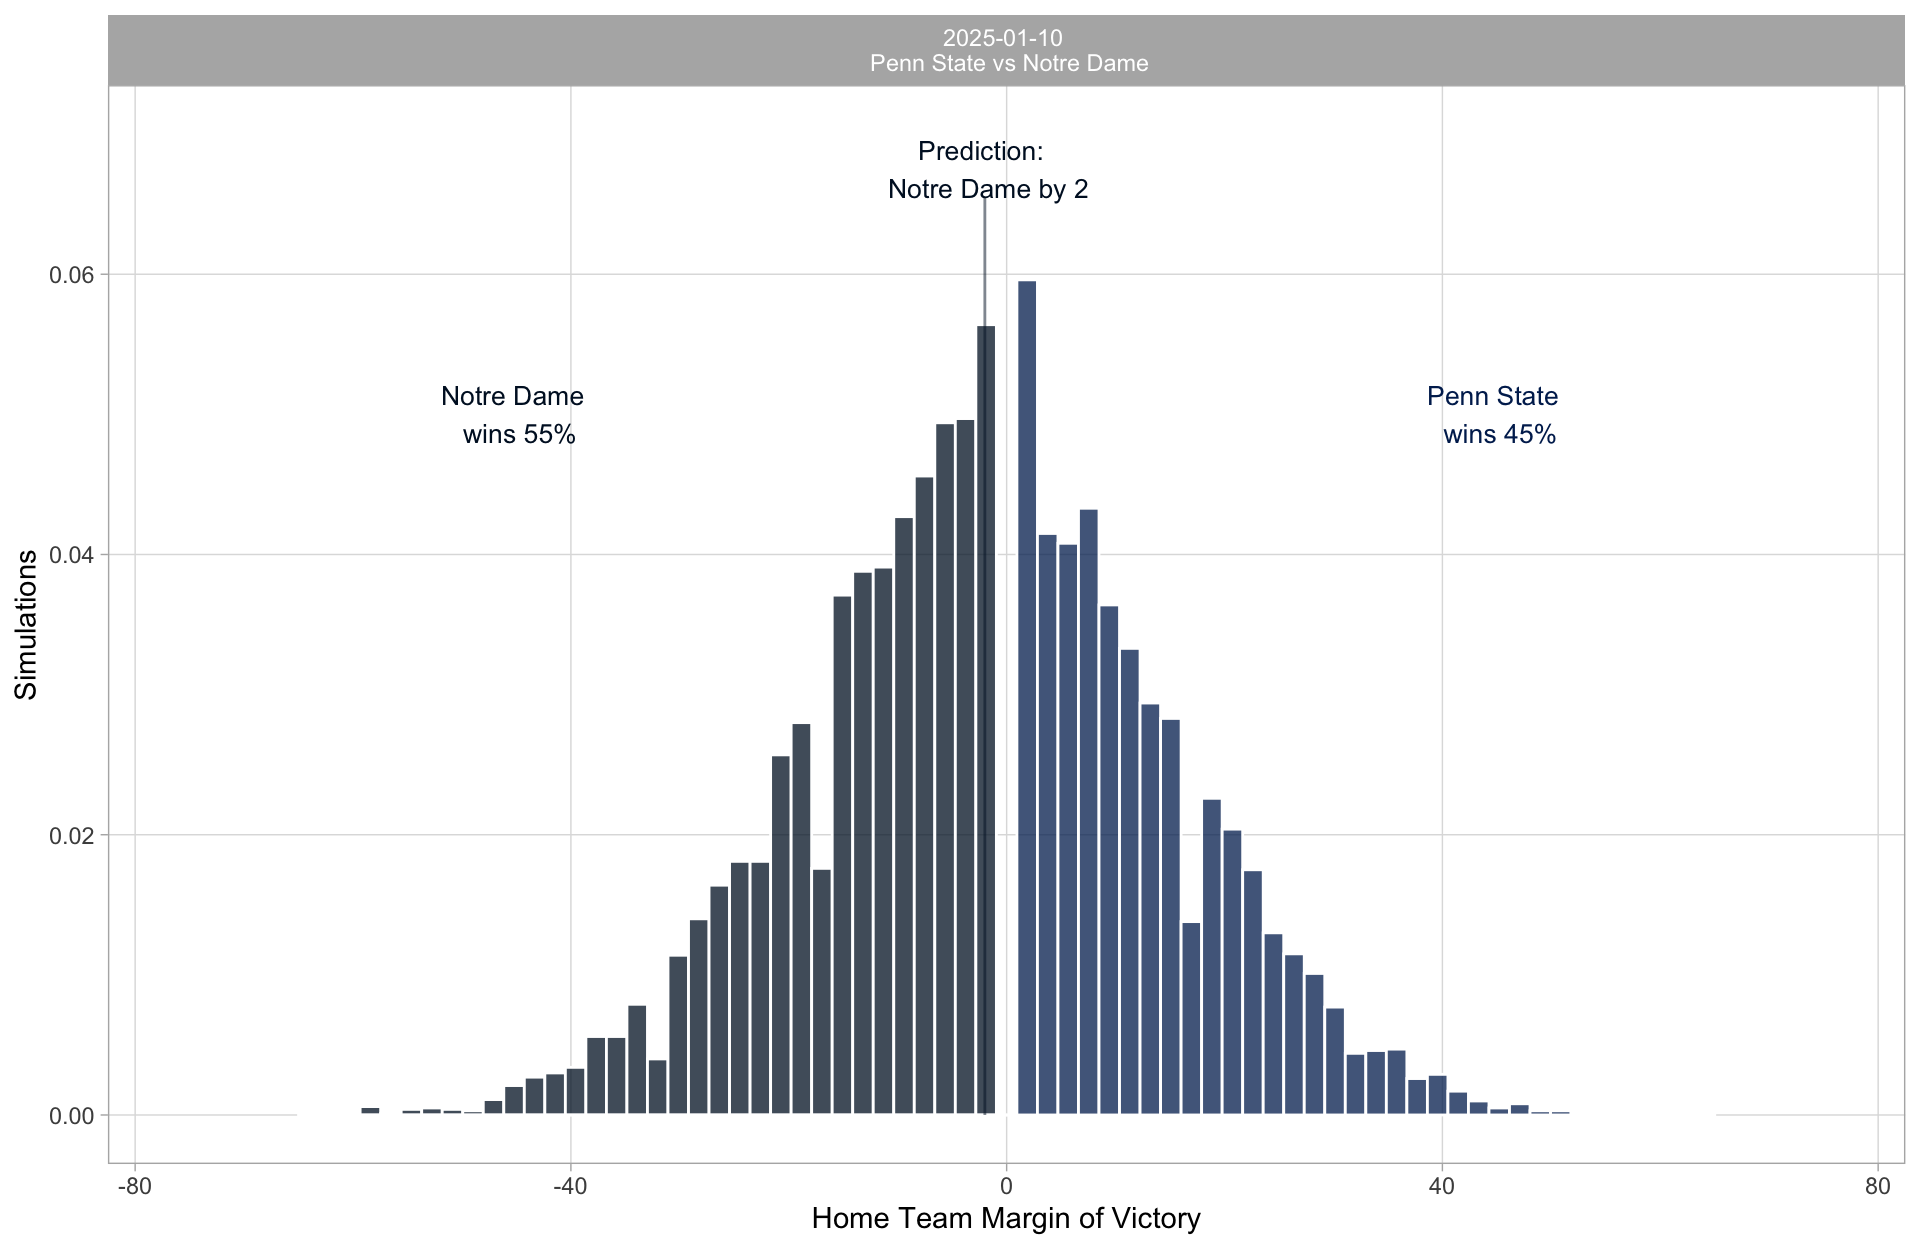 2025-01-10
Penn State vs Notre Dame
Prediction:
Notre Dame by 2
0.06
Notre Dame
wins 55%
Penn State
wins 45%
0.04
Simulations
0.02
0.00
-80
-40
0
40
80
Home Team Margin of Victory